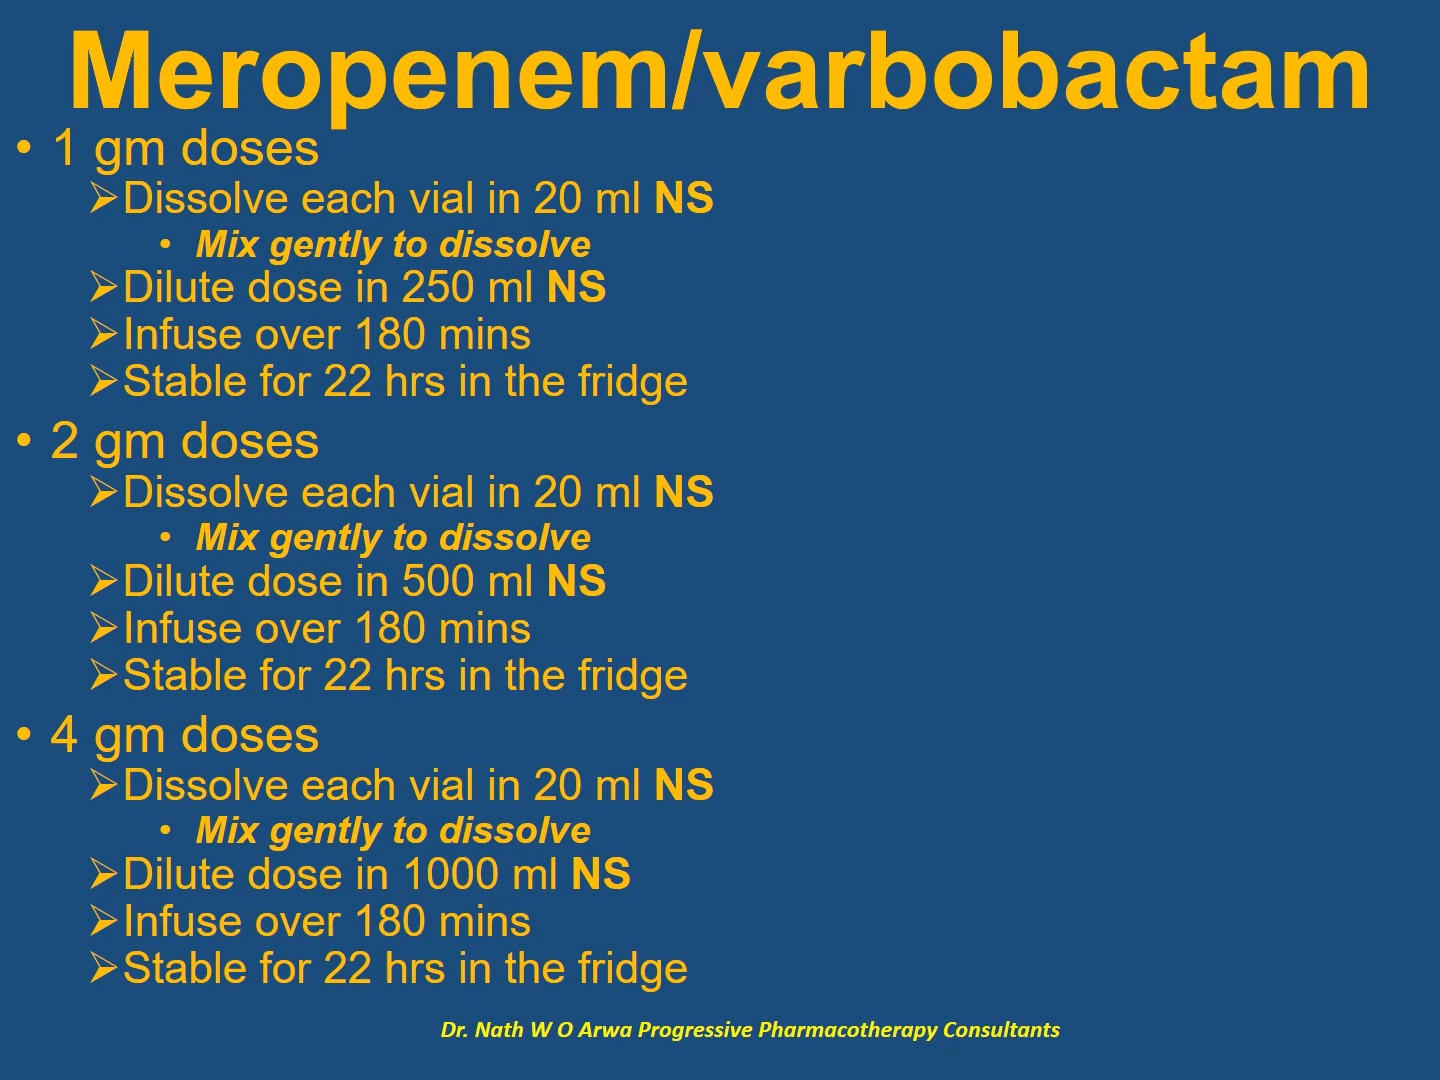 Meropenem/varbobactam
• 1 gm doses
➢Dissolve each vial in 20 ml NS
• Mix gently to dissolve
➢Dilute dose in 250 ml NS
➢Infuse over 180 mins
➢Stable for 22 hrs in the fridge
• 2 gm doses
➢Dissolve each vial in 20 ml NS
• Mix gently to dissolve
➢Dilute dose in 500 ml NS
➢Infuse over 180 mins
➢Stable for 22 hrs in the fridge
• 4 gm doses
➢Dissolve each vial in 20 ml NS
• Mix gently to dissolve
➢Dilute dose in 1000 ml NS
➢Infuse over 180 mins
➢Stable for 22 hrs in the fridge
Dr. Nath W O Arwa Progressive Pharmacotherapy Consultants